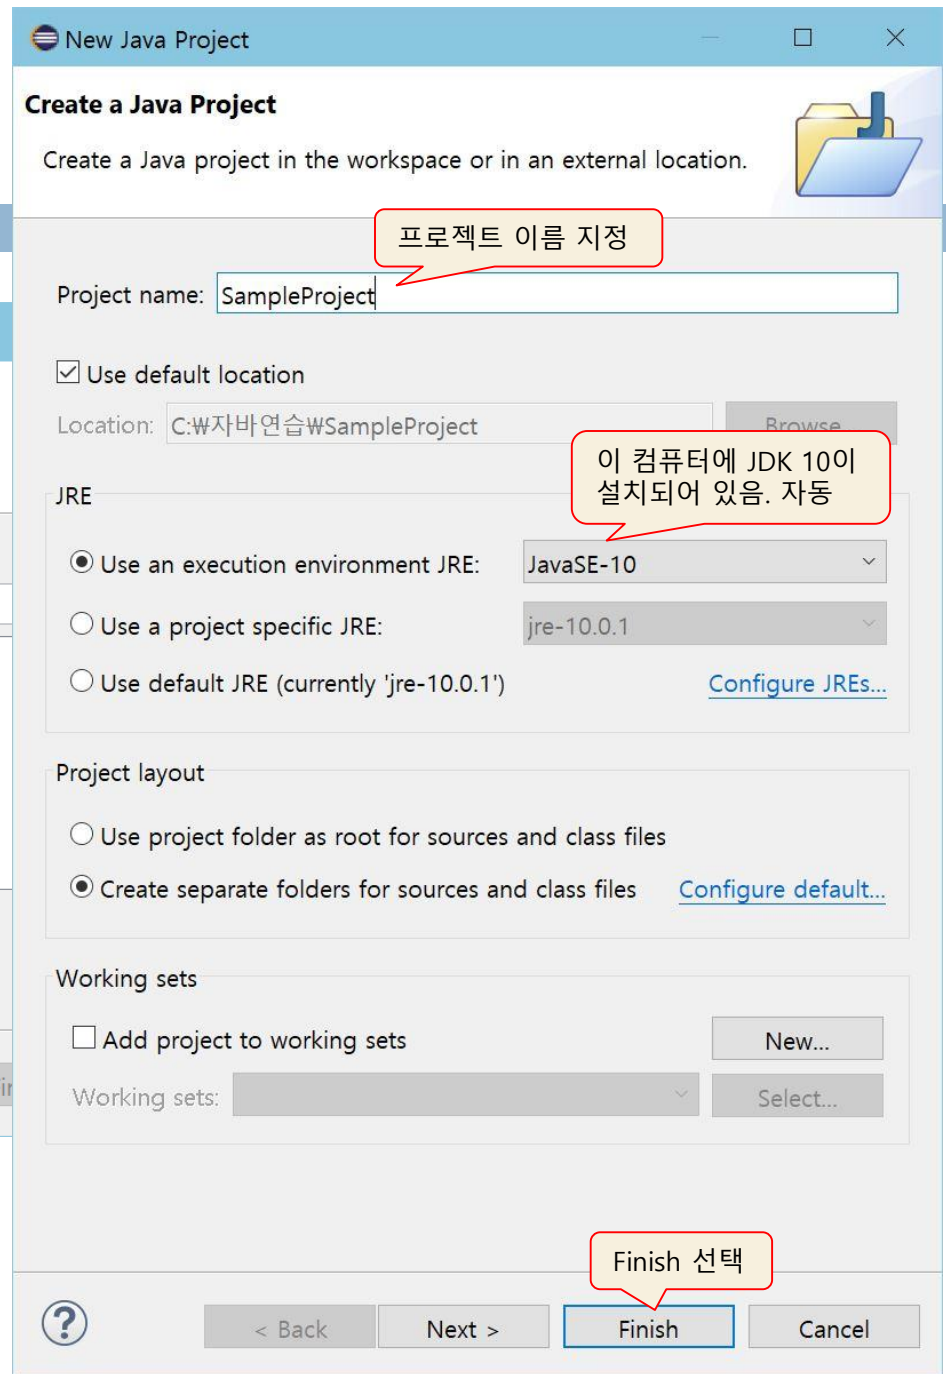 New Java Project
Create a Java Project
Create a Java project in the workspace or in an external location.
프로젝트 이름 지정
Project name: SampleProject
Use default location
Location: C:₩자바연습₩SampleProject
Browse...
이 컴퓨터에 JDK 10이
설치되어 있음. 자동
JRE
Use an execution environment JRE: JavaSE-10
Use a project specific JRE: jre-10.0.1
Use default JRE (currently 'jre-10.0.1') Configure JREs...
Project layout
Use project folder as root for sources and class files
Create separate folders for sources and class files Configure default...
Working sets
Add project to working sets New...
Working sets: Select...
Finish 선택
? < Back Next > Finish Cancel